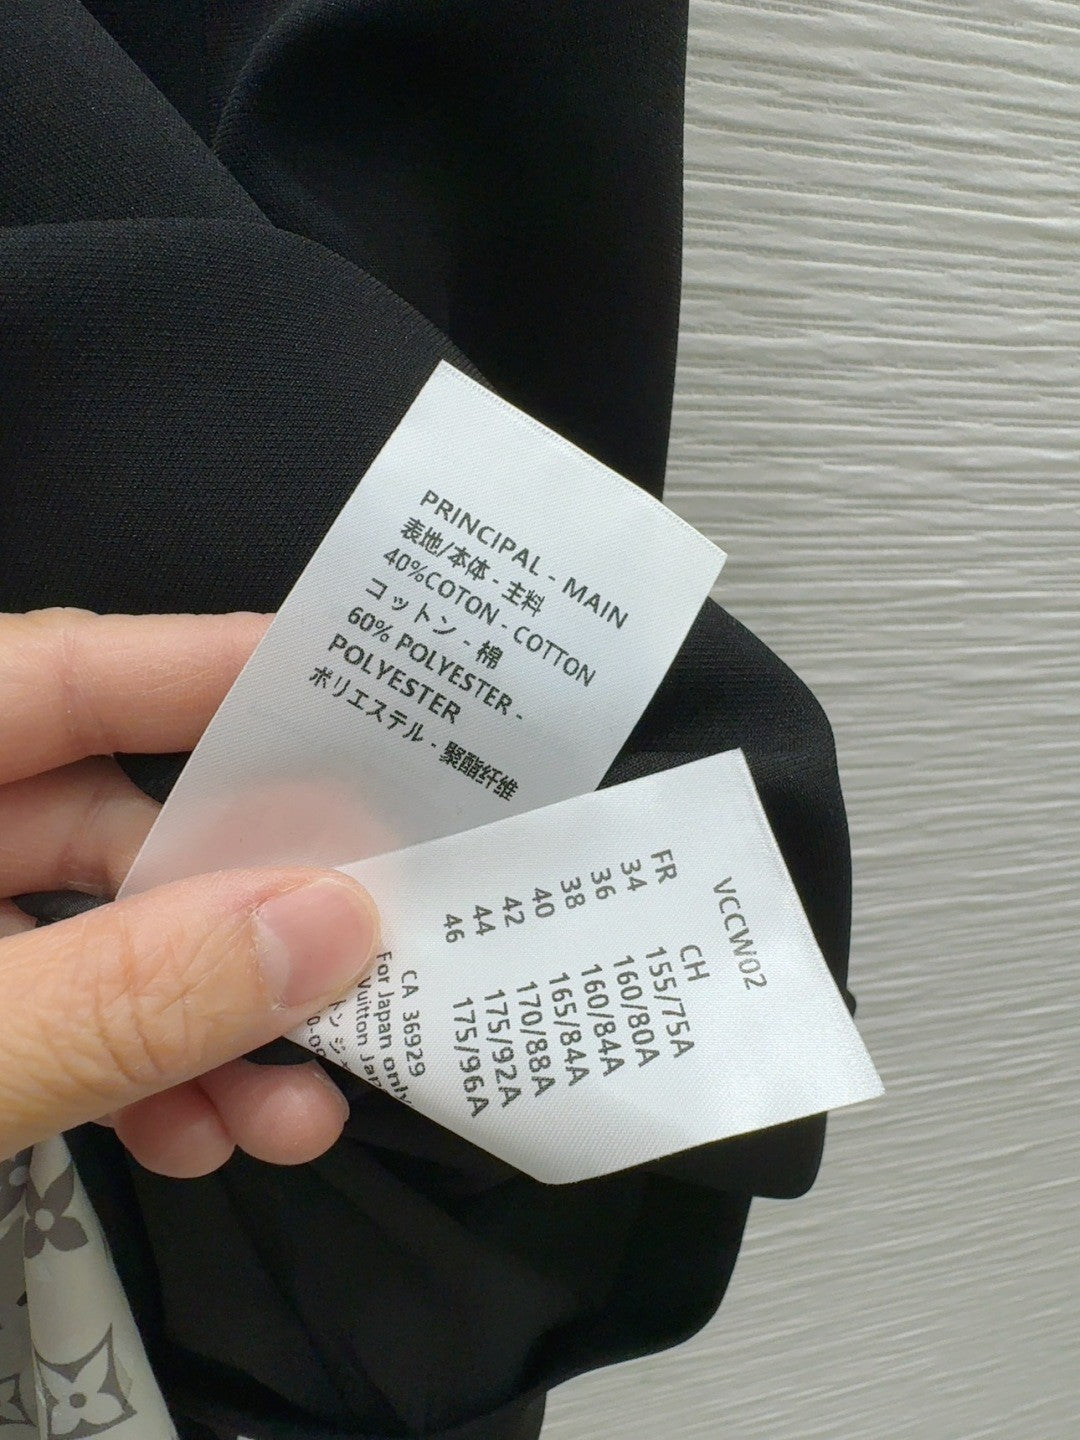 PRINCIPAL - MAIN
表地/本体 - 主料
40%COTON - COTTON
コットン - 棉
60% POLYESTER -
POLYESTER
ポリエステル - 聚酯纤维
VCCW02
FR CH
34 155/75A
36 160/80A
38 160/84A
40 165/84A
42 170/88A
44 175/92A
46 175/96A
CA 36929
For Japan only
Vuitton Japan